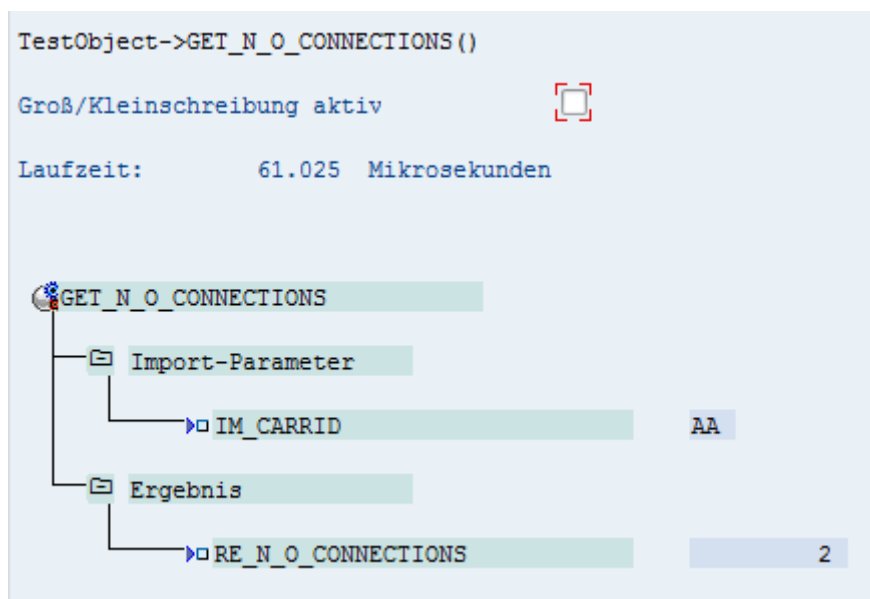 TestObject->GET_N_O_CONNECTIONS()
Groß/Kleinschreibung aktiv
Laufzeit: 61.025 Mikrosekunden
GET_N_O_CONNECTIONS
Import-Parameter
IM_CARRID AA
Ergebnis
RE_N_O_CONNECTIONS 2